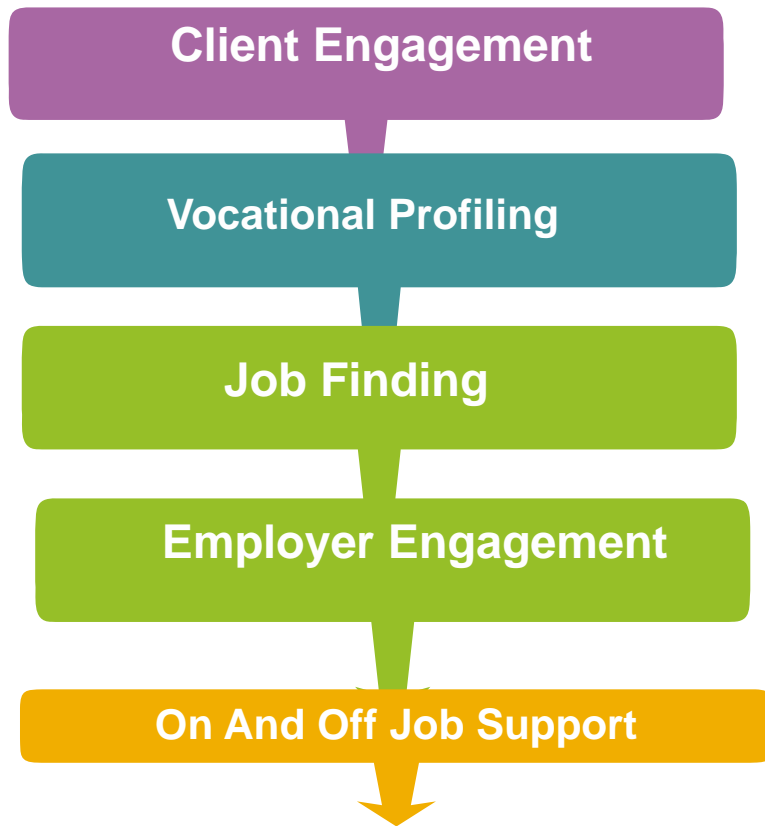 Client Engagement
Vocational Profiling
Job Finding
Employer Engagement
On And Off Job Support